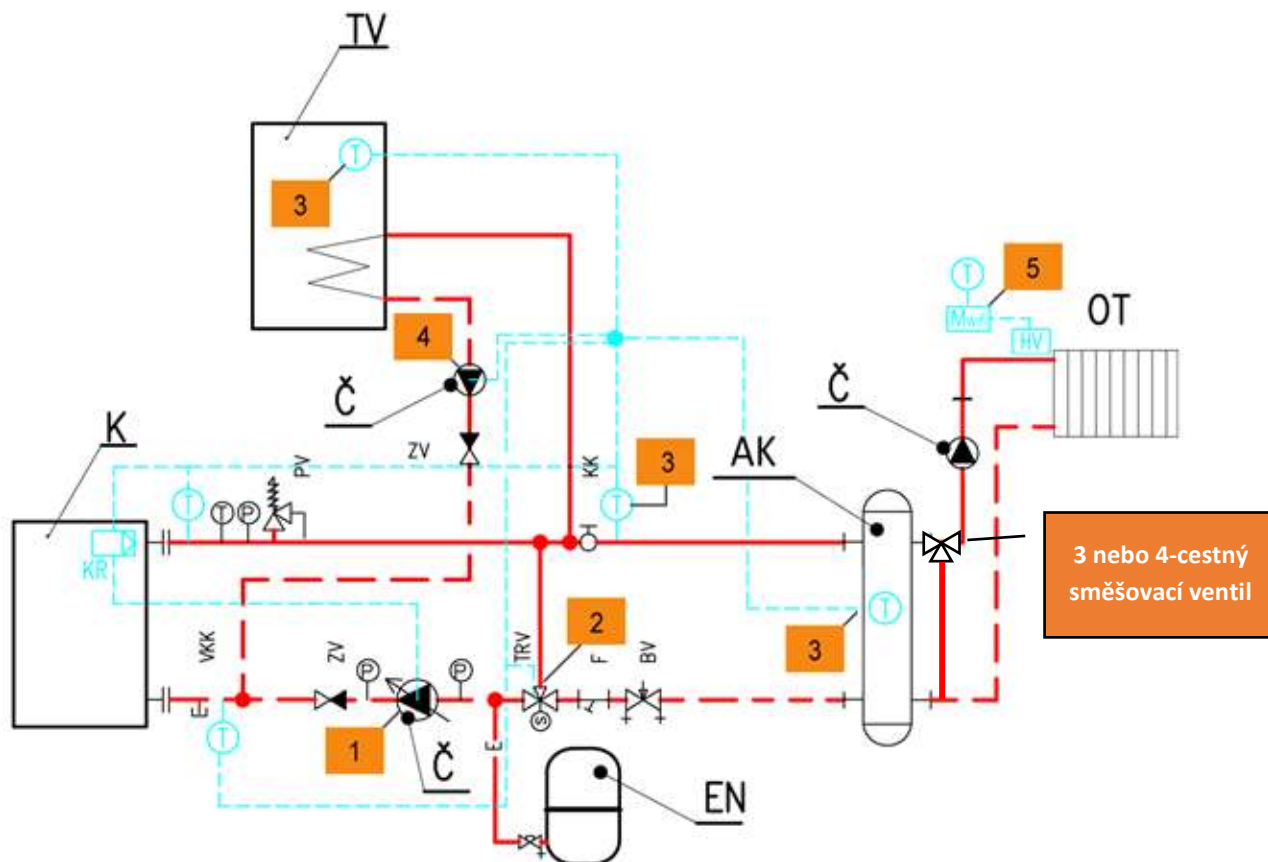 TV
T
3
4
Č
ZV
K
PV
T
T
P
KR
KK
3
T
AK
5
T
Mwif
HV
OT
Č
3 nebo 4-cestný
směšovací ventil
2
3
T
VKK
E
T
ZV
P
1
Č
P
TRV
S
F
BV
E
EN